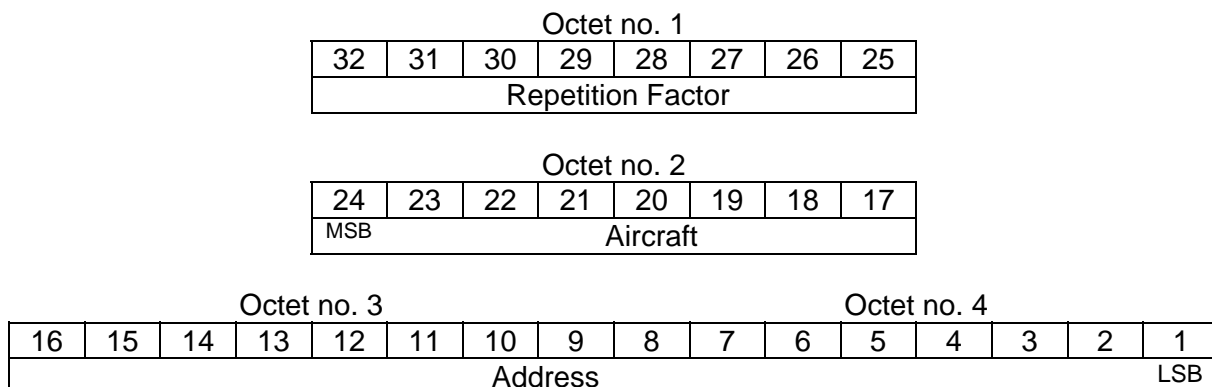 Octet no. 1
32 31 30 29 28 27 26 25
Repetition Factor
Octet no. 2
24 23 22 21 20 19 18 17
MSB Aircraft
Octet no. 3 Octet no. 4
16 15 14 13 12 11 10 9 8 7 6 5 4 3 2 1
Address LSB